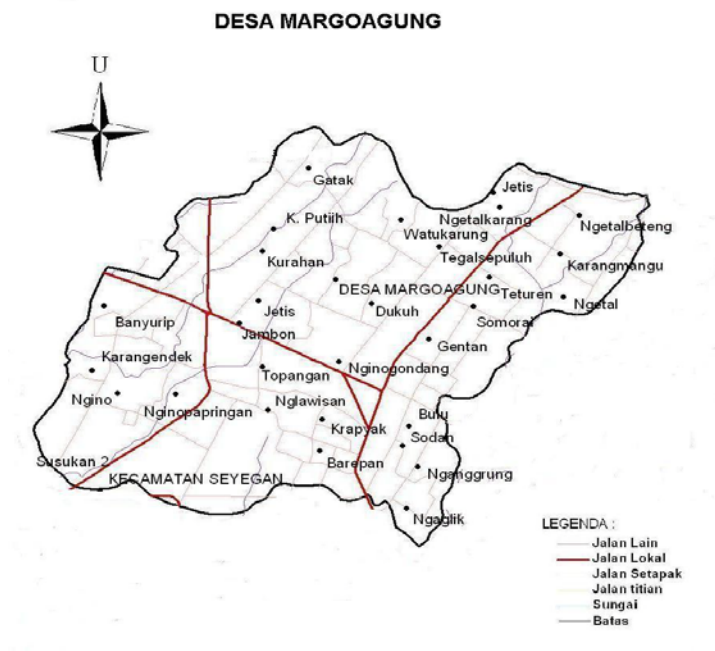 DESA MARGOAGUNG
U
Jetis
Gatak
K. Putiih
Ngetalkarang
Ngetalbeteng
Watukarung
Tegalsepuluh
Kurahan
Karangmangu
DESA MARGOAGUNG
Teturen
Jetis
Dukuh
Ngetal
Banyurip
Somorai
Jambon
Gentan
Karangendek
Nginogondang
Topangan
Ngino
Nginopapringan
Nglawisan
Bulu
Krapyak
Sodan
Susukan 2
Barepan
KECAMATAN SEYEGAN
Nganggrung
Ngaglik
LEGENDA :
Jalan Lain
Jalan Lokal
Jalan Setapak
Jalan titian
Sungai
Batas